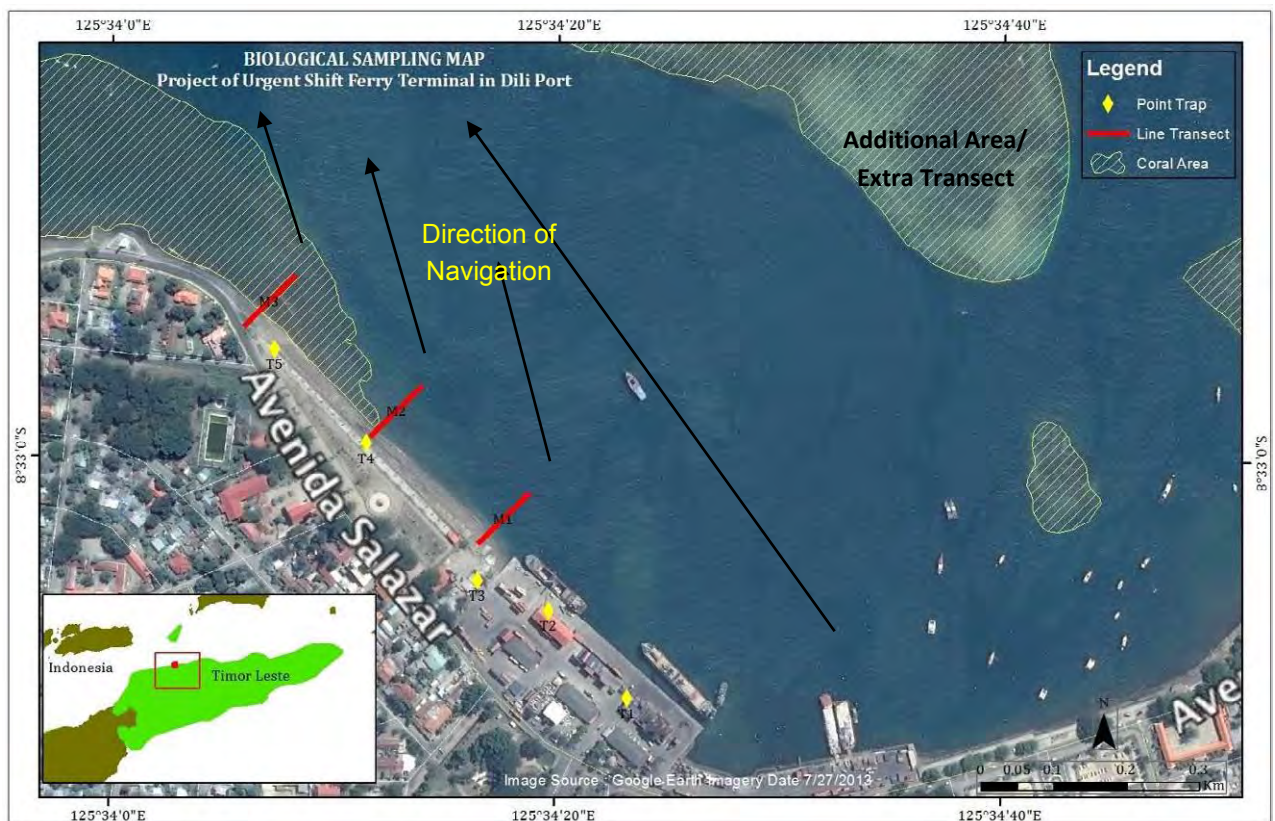 125°34'0"E
125°34'20"E
125°34'40"E
BIOLOGICAL SAMPLING MAP
Project of Urgent Shift Ferry Terminal in Dili Port
Legend
Point Trap
Line Transect
Coral Area
Additional Area/
Extra Transect
Direction of
Navigation
M3
T5
M2
T4
8°33'0"S
8°33'0"S
M1
T3
T2
T1
Avenida Salazar
Ave
Indonesia
Timor Leste
N
0 0.05 0.1 0.2 0.3
Km
Image Source : Google Earth Imagery Date 7/27/2013
125°34'0"E
125°34'20"E
125°34'40"E